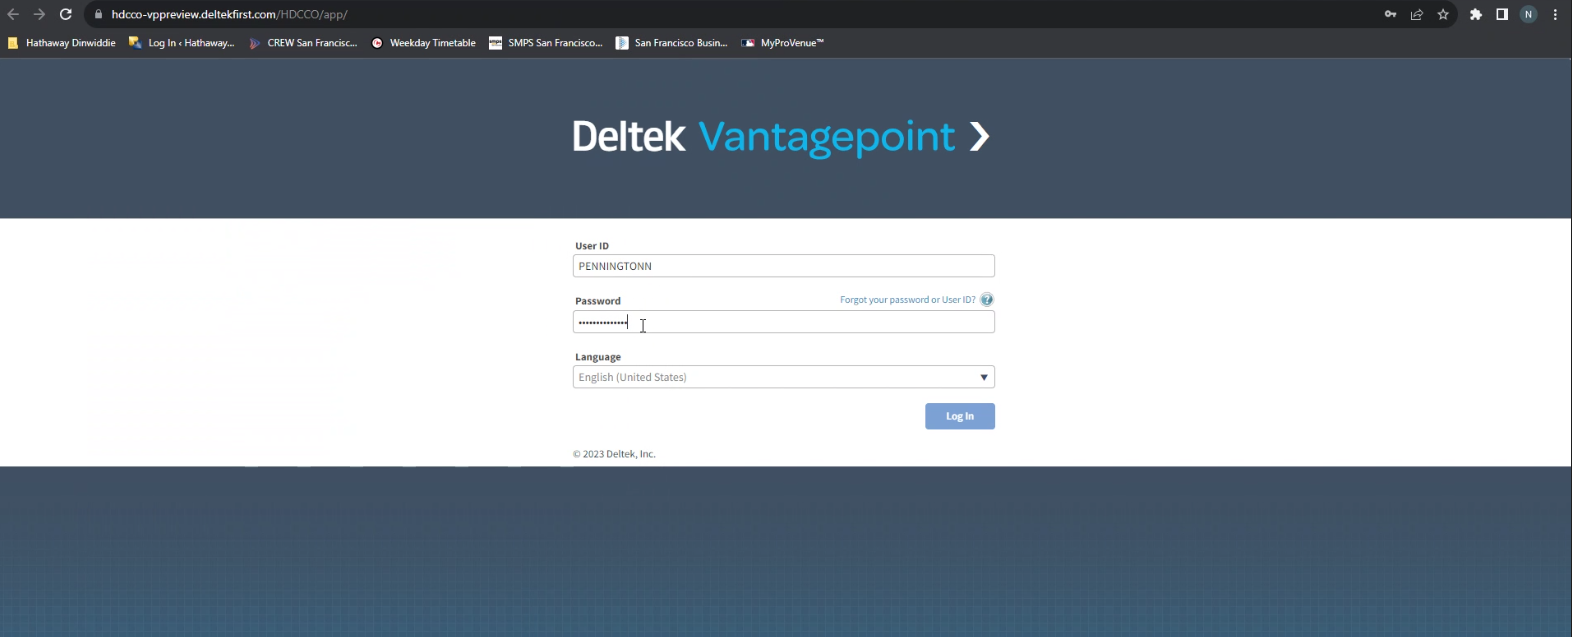 hdcco-vppreview.deltekfirst.com/HDCCO/app/
N
Hathaway Dinwiddie Log In ‹ Hathaway... CREW San Francisc... Weekday Timetable SMPS San Francisco... San Francisco Busin... MyProVenue™
Deltek Vantagepoint
User ID
PENNINGTONN
Password Forgot your password or User ID? ?
••••••••••••••
Language
English (United States)
Log In
© 2023 Deltek, Inc.